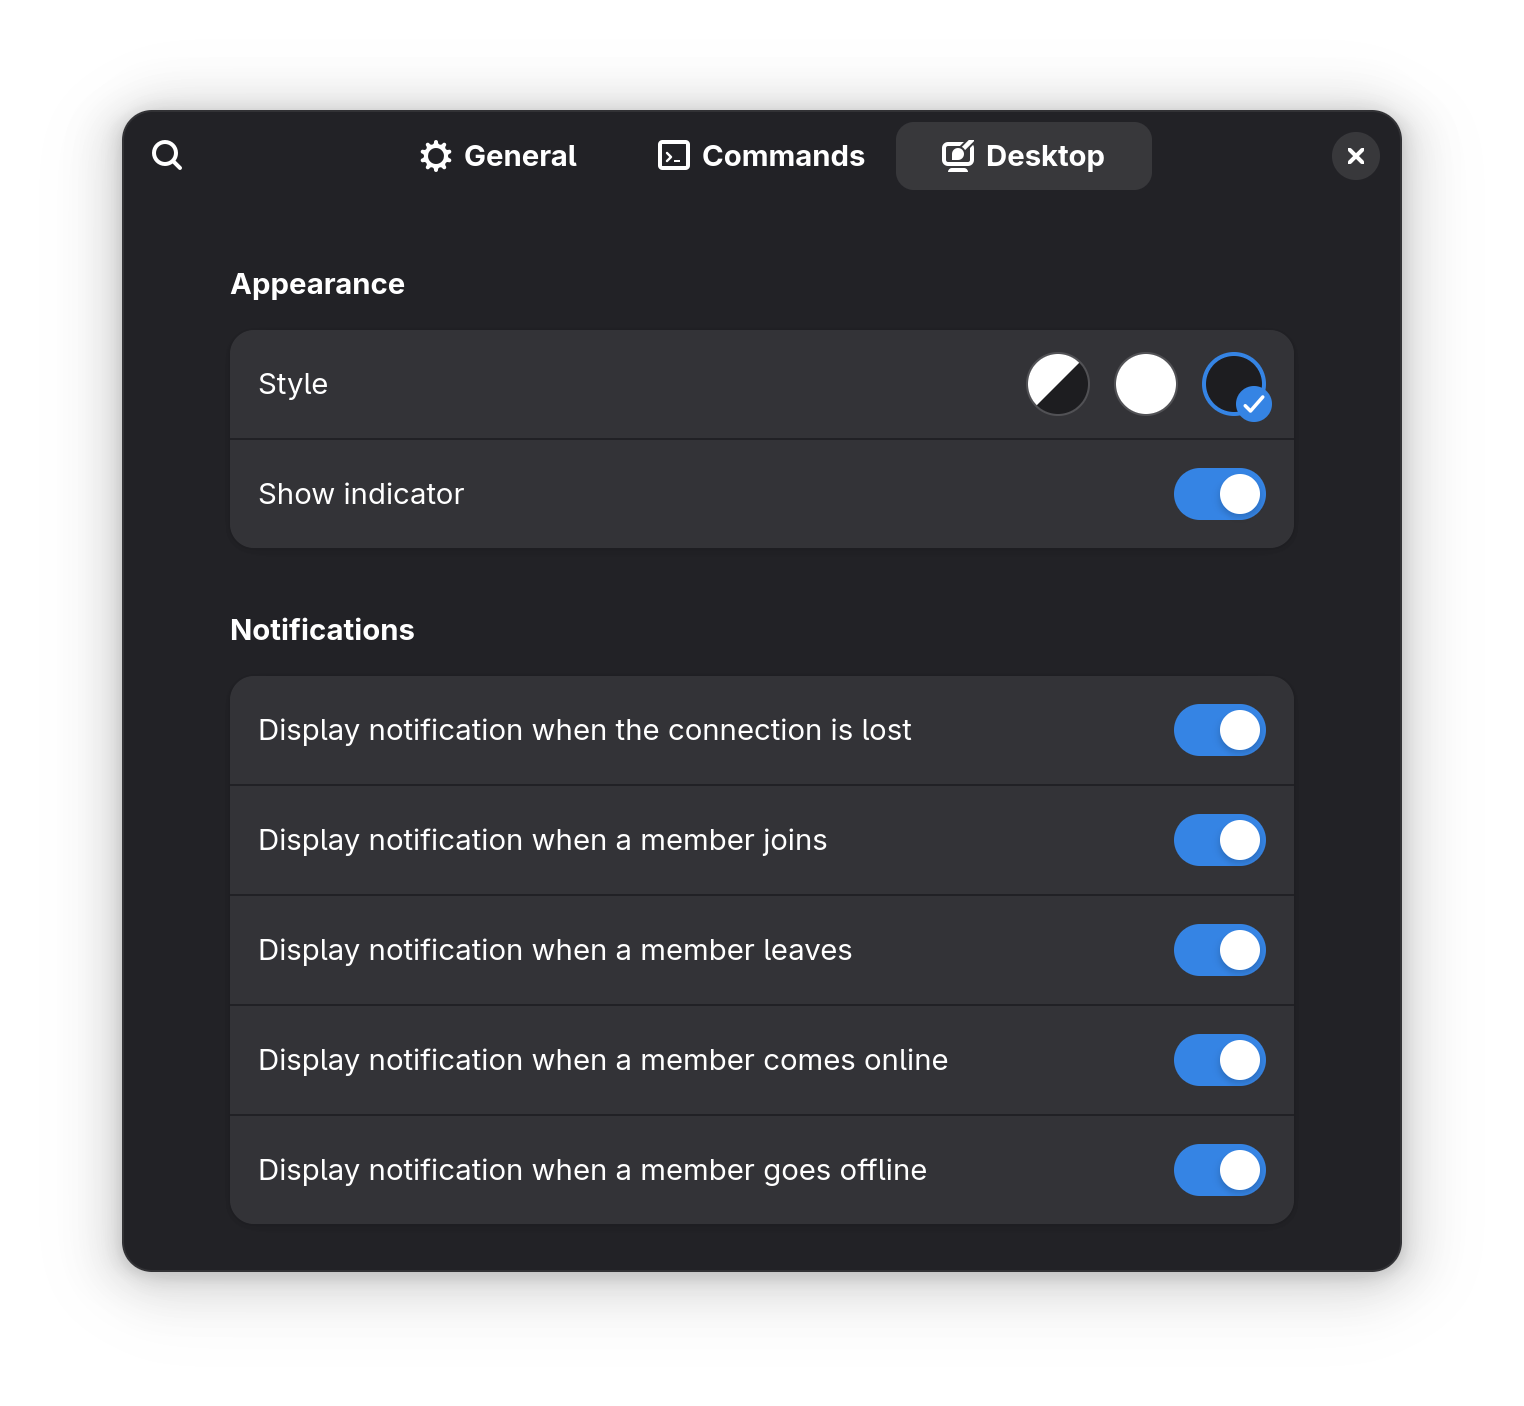 General
Commands
Desktop
Appearance
Style
Show indicator
Notifications
Display notification when the connection is lost
Display notification when a member joins
Display notification when a member leaves
Display notification when a member comes online
Display notification when a member goes offline